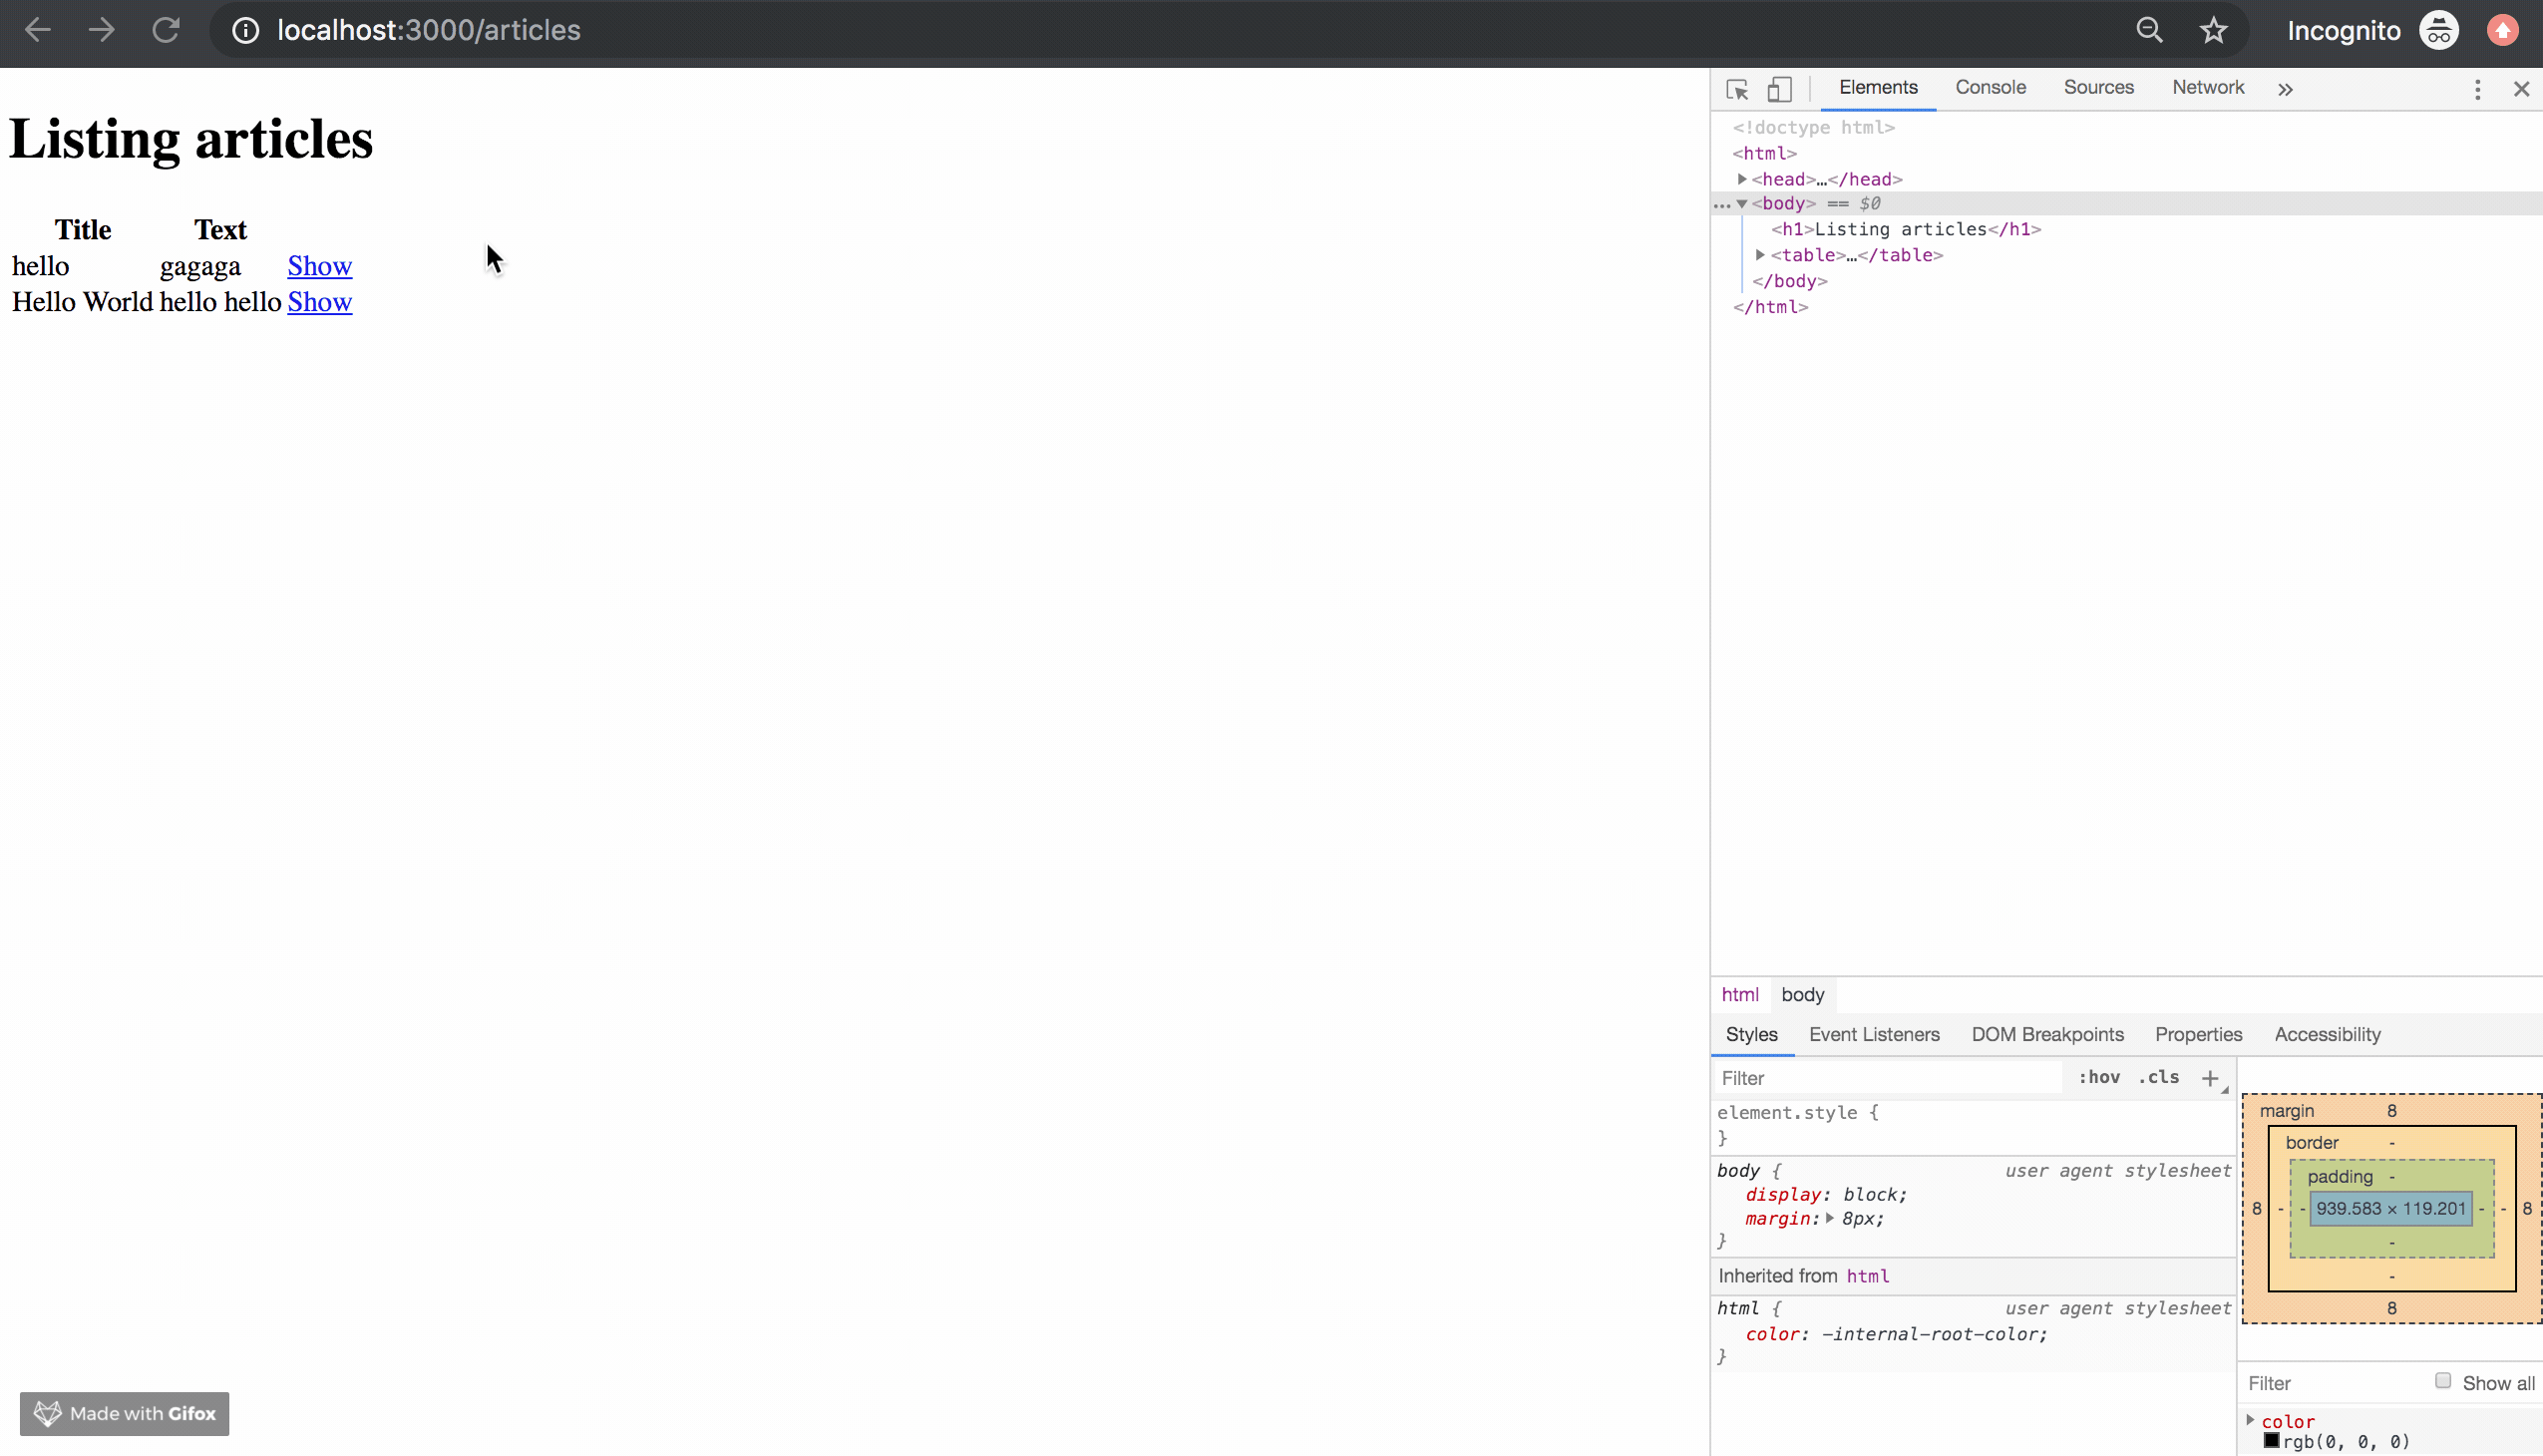 localhost:3000/articles
Incognito
Listing articles
Title Text
hello gagaga Show
Hello World hello hello Show
Made with Gifox
Elements Console Sources Network »
<!doctype html>
<html>
<head>…</head>
… <body> == $0
<h1>Listing articles</h1>
<table>…</table>
</body>
</html>
html body
Styles Event Listeners DOM Breakpoints Properties Accessibility
Filter :hov .cls +
element.style {
}
body { user agent stylesheet
display: block;
margin: 8px;
}
Inherited from html
html { user agent stylesheet
color: -internal-root-color;
}
margin 8
border -
padding -
8 - - 939.583 × 119.201 - - 8
-
-
8
Filter Show all
color
rgb(0, 0, 0)